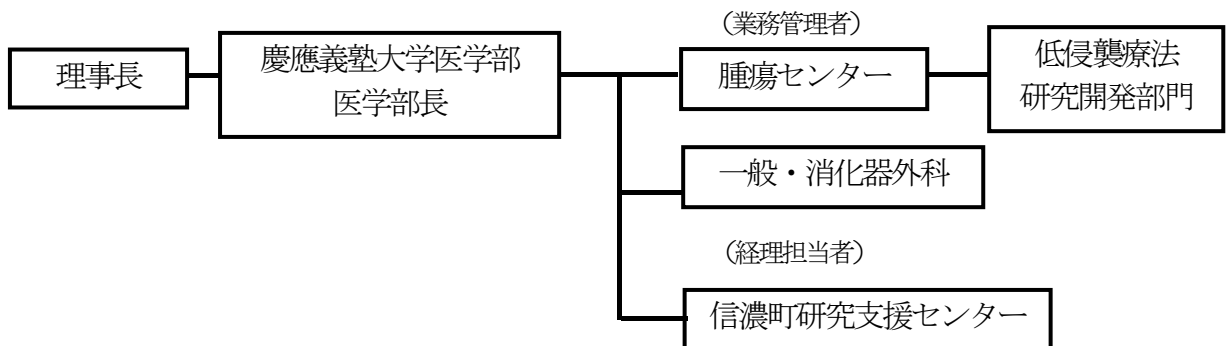 理事長
慶應義塾大学医学部
医学部長
（業務管理者）
腫瘍センター
低侵襲療法
研究開発部門
一般・消化器外科
（経理担当者）
信濃町研究支援センター